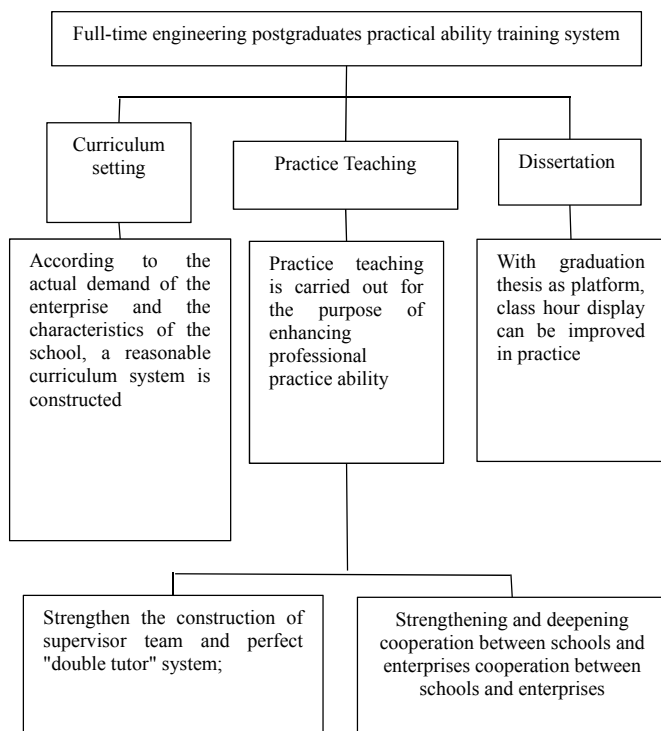 Full-time engineering postgraduates practical ability training system
Curriculum
setting
Practice Teaching
Dissertation
According to the
actual demand of the
enterprise and the
characteristics of the
school, a reasonable
curriculum system is
constructed
Practice teaching
is carried out for
the purpose of
enhancing
professional
practice ability
With graduation
thesis as platform,
class hour display
can be improved
in practice
Strengthen the construction of
supervisor team and perfect
"double tutor" system;
Strengthening and deepening
cooperation between schools and
enterprises cooperation between
schools and enterprises